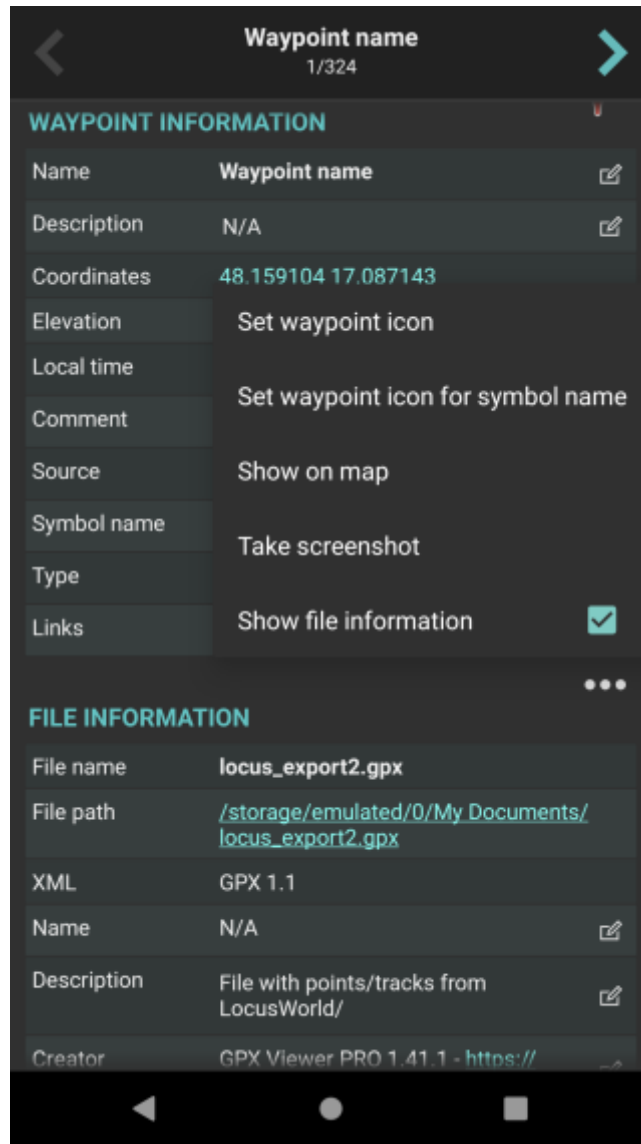 Waypoint name
1/324
WAYPOINT INFORMATION
Name Waypoint name
Description N/A
Coordinates 48.159104 17.087143
Elevation
Local time
Comment
Source
Symbol name
Type
Links
Set waypoint icon
Set waypoint icon for symbol name
Show on map
Take screenshot
Show file information
FILE INFORMATION
File name locus_export2.gpx
File path /storage/emulated/0/My Documents/
locus_export2.gpx
XML GPX 1.1
Name N/A
Description File with points/tracks from
LocusWorld/
Creator GPX Viewer PRO 1.41.1 - https://